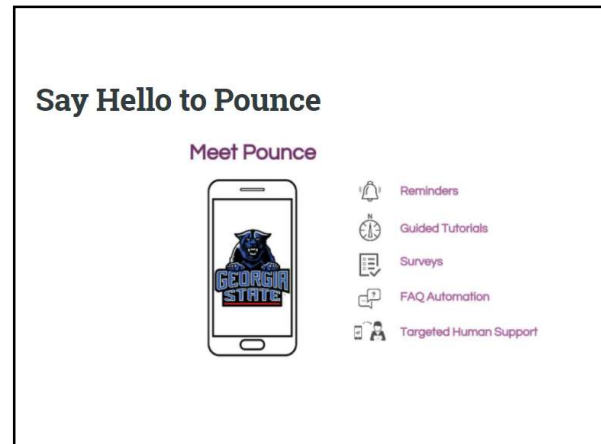 Say Hello to Pounce
Meet Pounce
GEORGIA
STATE
Reminders
N
Guided Tutorials
Surveys
?
FAQ Automation
Targeted Human Support